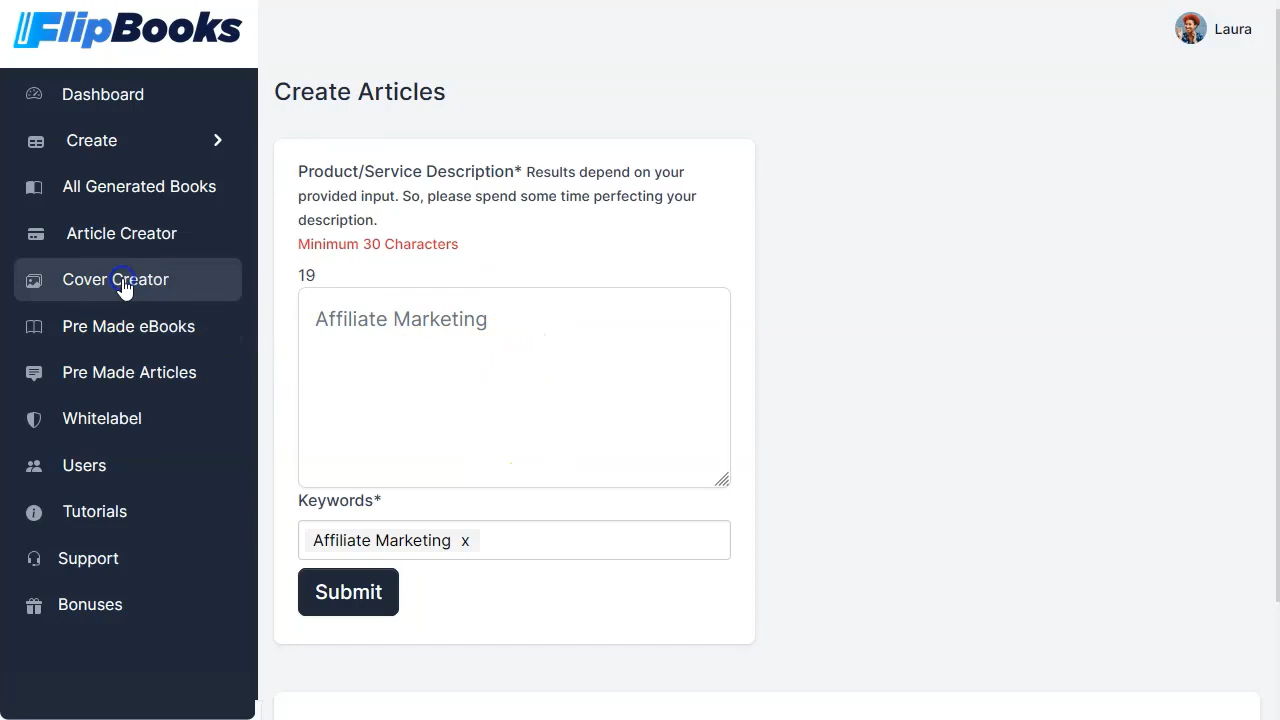 FlipBooks
Laura
Dashboard
Create
All Generated Books
Article Creator
Cover Creator
Pre Made eBooks
Pre Made Articles
Whitelabel
Users
Tutorials
Support
Bonuses
Create Articles
Product/Service Description* Results depend on your
provided input. So, please spend some time perfecting your
description.
Minimum 30 Characters
19
Affiliate Marketing
Keywords*
Affiliate Marketing x
Submit